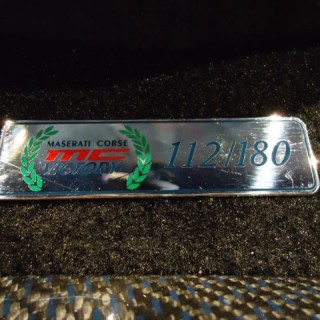 MASERATI CORSE
MC
VICTORY
112/180